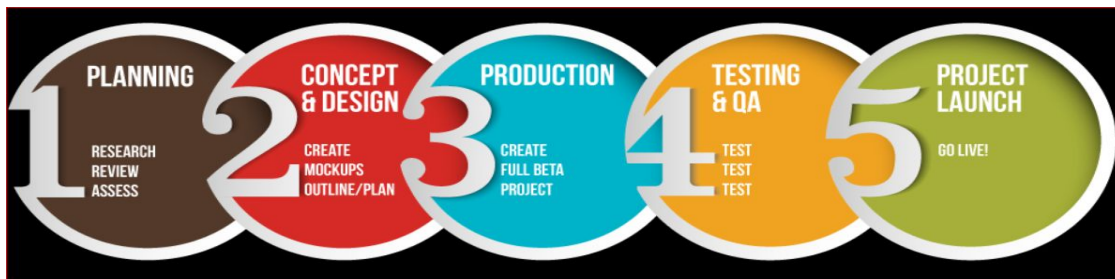 1
PLANNING
RESEARCH
REVIEW
ASSESS
2
CONCEPT
& DESIGN
CREATE
MOCKUPS
OUTLINE/PLAN
3
PRODUCTION
CREATE
FULL BETA
PROJECT
4
TESTING
& QA
TEST
TEST
TEST
5
PROJECT
LAUNCH
GO LIVE!